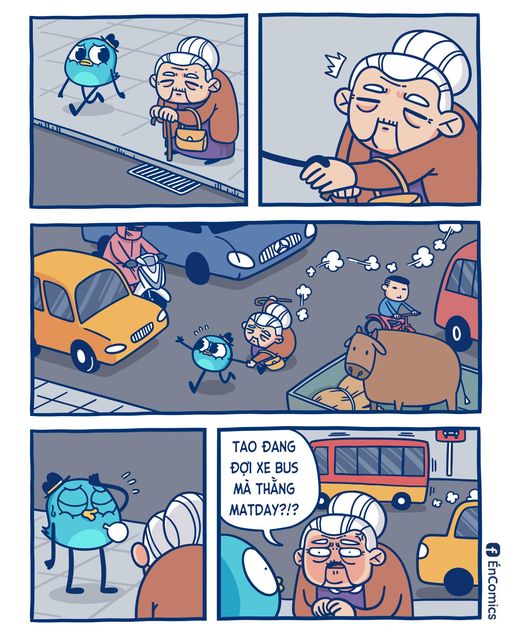 TAO ĐANG
ĐỢI XE BUS
MÀ THẰNG
MATDAY?!?
ÉnComics